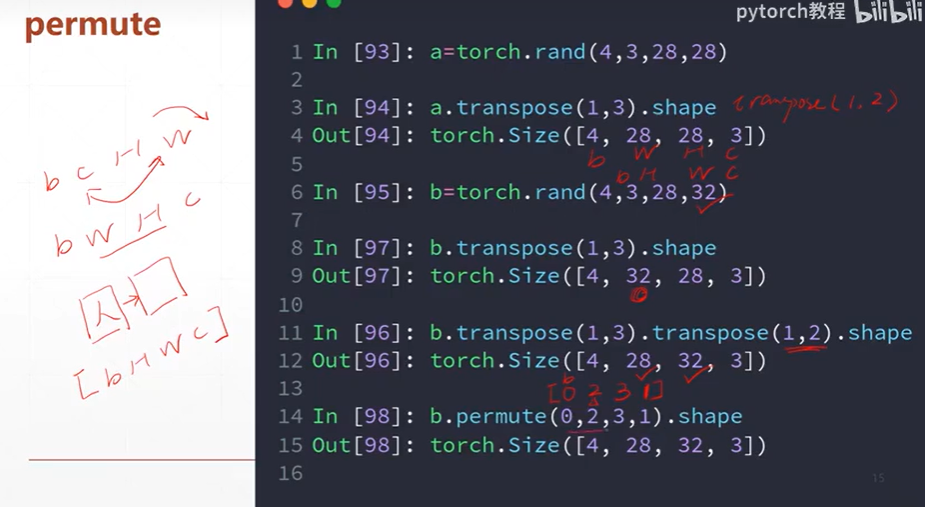 pytorch教程 bilibili
permute
1 In [93]: a=torch.rand(4,3,28,28)
2
3 In [94]: a.transpose(1,3).shape transpose(1,2)
4 Out[94]: torch.Size([4, 28, 28, 3])
b W H C
5
b H W C
6 In [95]: b=torch.rand(4,3,28,32)
7
8 In [97]: b.transpose(1,3).shape
9 Out[97]: torch.Size([4, 32, 28, 3])
10
11 In [96]: b.transpose(1,3).transpose(1,2).shape
12 Out[96]: torch.Size([4, 28, 32, 3])
b
13
[0 2 3 1]
14 In [98]: b.permute(0,2,3,1).shape
15 Out[98]: torch.Size([4, 28, 32, 3])
16
b C H W
b W H C
[b H W C]
15